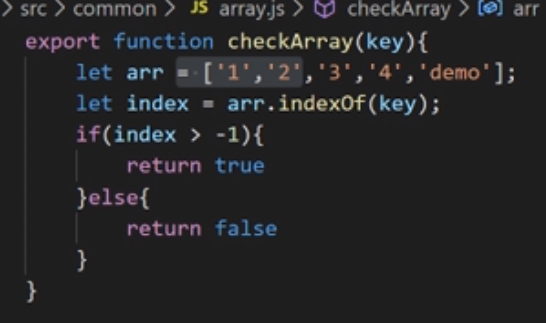 > src > common > JS array.js > checkArray > arr
export function checkArray(key){
    let arr = ['1','2','3','4','demo'];
    let index = arr.indexOf(key);
    if(index > -1){
        return true
    }else{
        return false
    }
}